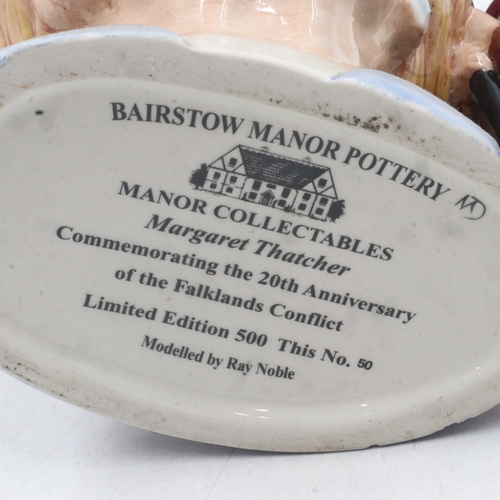 BAIRSTOW MANOR POTTERY
MANOR COLLECTABLES
Margaret Thatcher
Commemorating the 20th Anniversary
of the Falklands Conflict
Limited Edition 500 This No. 50
Modelled by Ray Noble